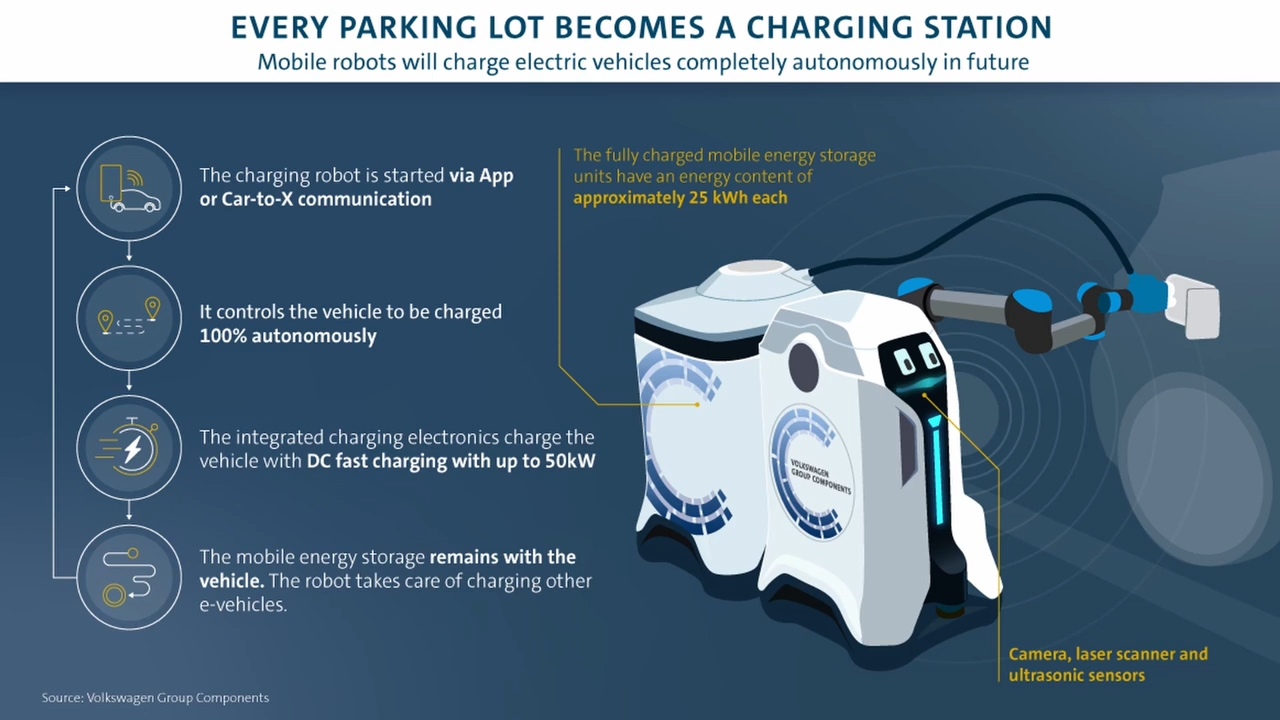 EVERY PARKING LOT BECOMES A CHARGING STATION
Mobile robots will charge electric vehicles completely autonomously in future
The charging robot is started via App
or Car-to-X communication
It controls the vehicle to be charged
100% autonomously
The integrated charging electronics charge the
vehicle with DC fast charging with up to 50kW
The mobile energy storage remains with the
vehicle. The robot takes care of charging other
e-vehicles.
The fully charged mobile energy storage
units have an energy content of
approximately 25 kWh each
VOLKSWAGEN
GROUP COMPONENTS
Camera, laser scanner and
ultrasonic sensors
Source: Volkswagen Group Components